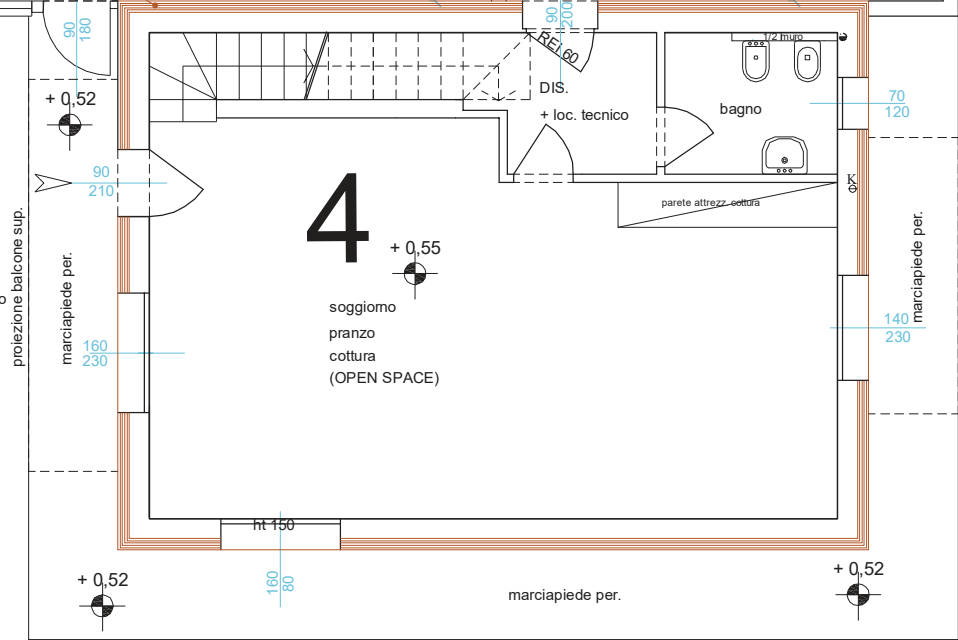 90
180
90
200
REI 60
1/2 muro
+ 0,52
DIS.
+ loc. tecnico
bagno
70
120
90
210
K
parete attrezz. cottura
4
+ 0,55
proiezione balcone sup.
marciapiede per.
marciapiede per.
soggiorno
pranzo
cottura
(OPEN SPACE)
160
230
140
230
ht 150
160
80
+ 0,52
+ 0,52
marciapiede per.